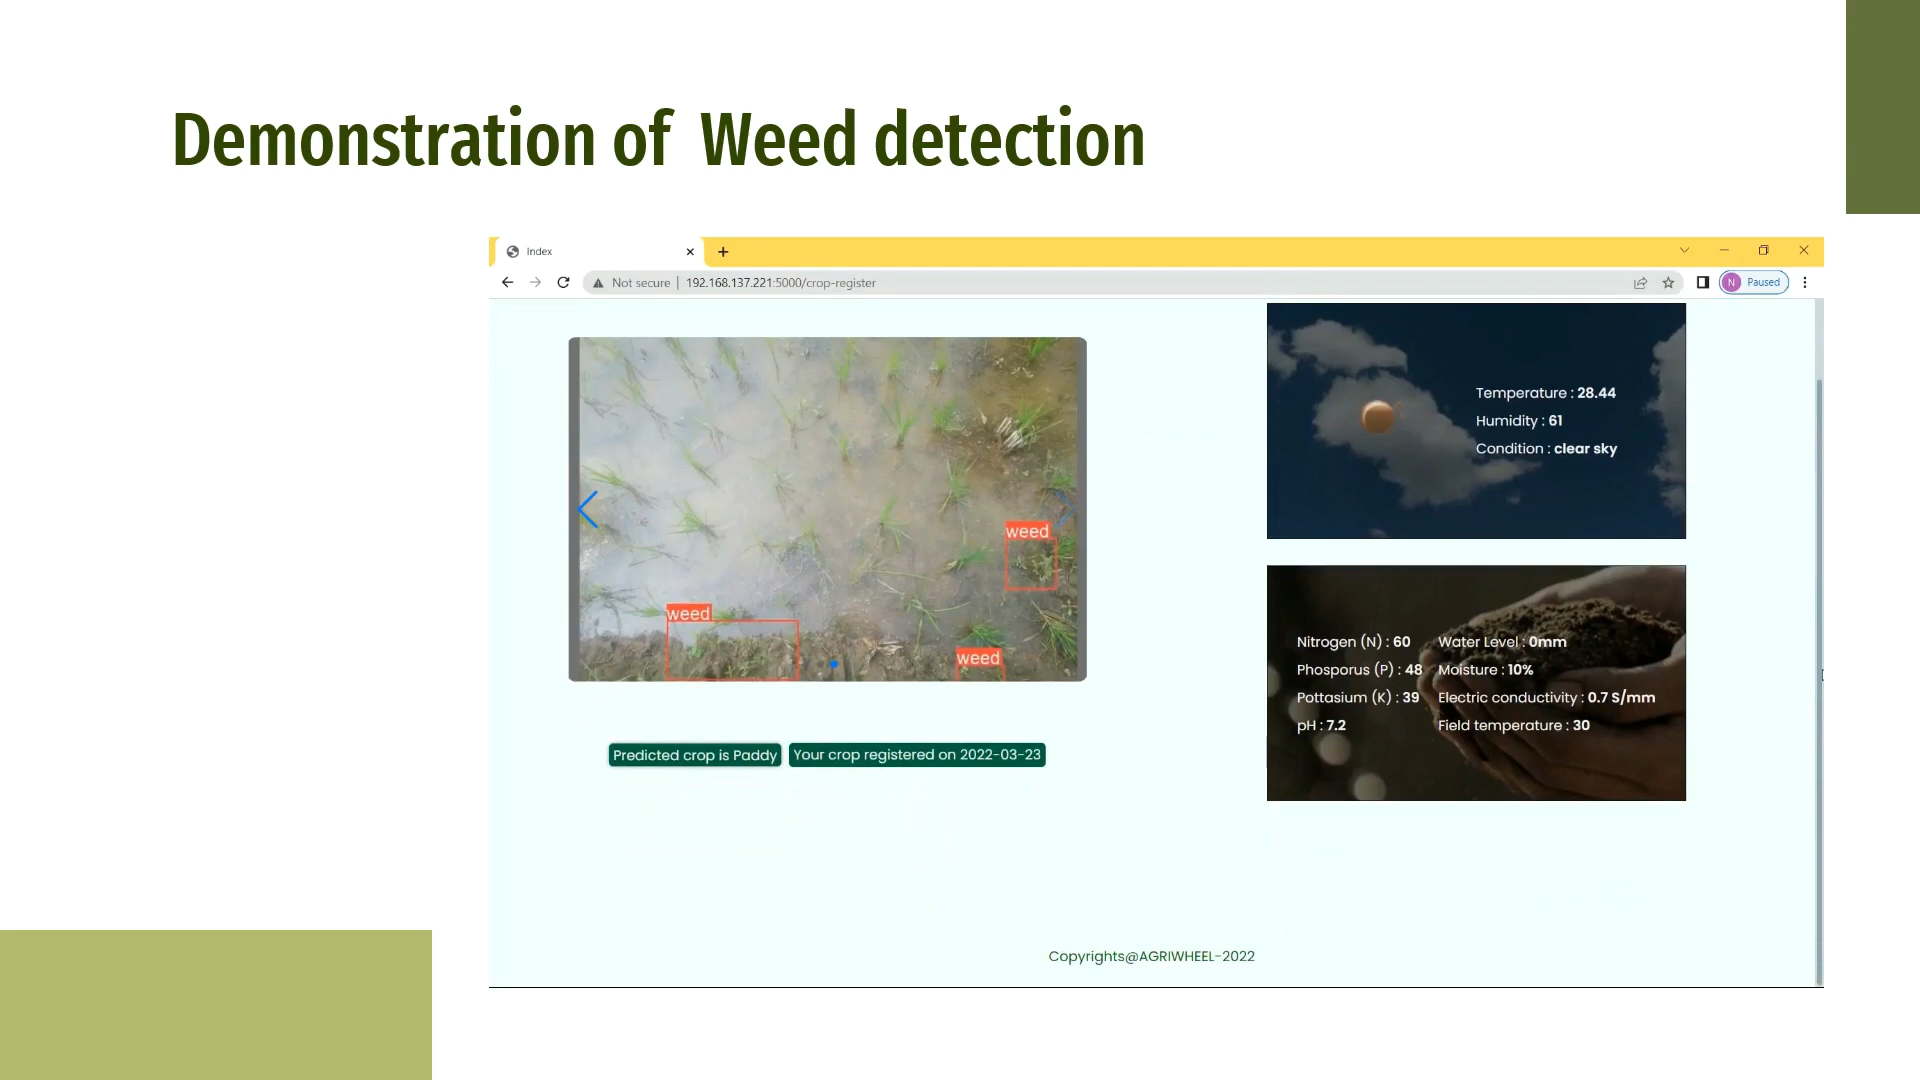 Demonstration of  Weed detection
Index
Not secure | 192.168.137.221:5000/crop-register
N Paused
weed
weed
weed
Predicted crop is Paddy
Your crop registered on 2022-03-23
Temperature : 28.44
Humidity : 61
Condition : clear sky
Nitrogen (N) : 60
Phosporus (P) : 48
Pottasium (K) : 39
pH : 7.2
Water Level : 0mm
Moisture : 10%
Electric conductivity : 0.7 S/mm
Field temperature : 30
Copyrights@AGRIWHEEL-2022